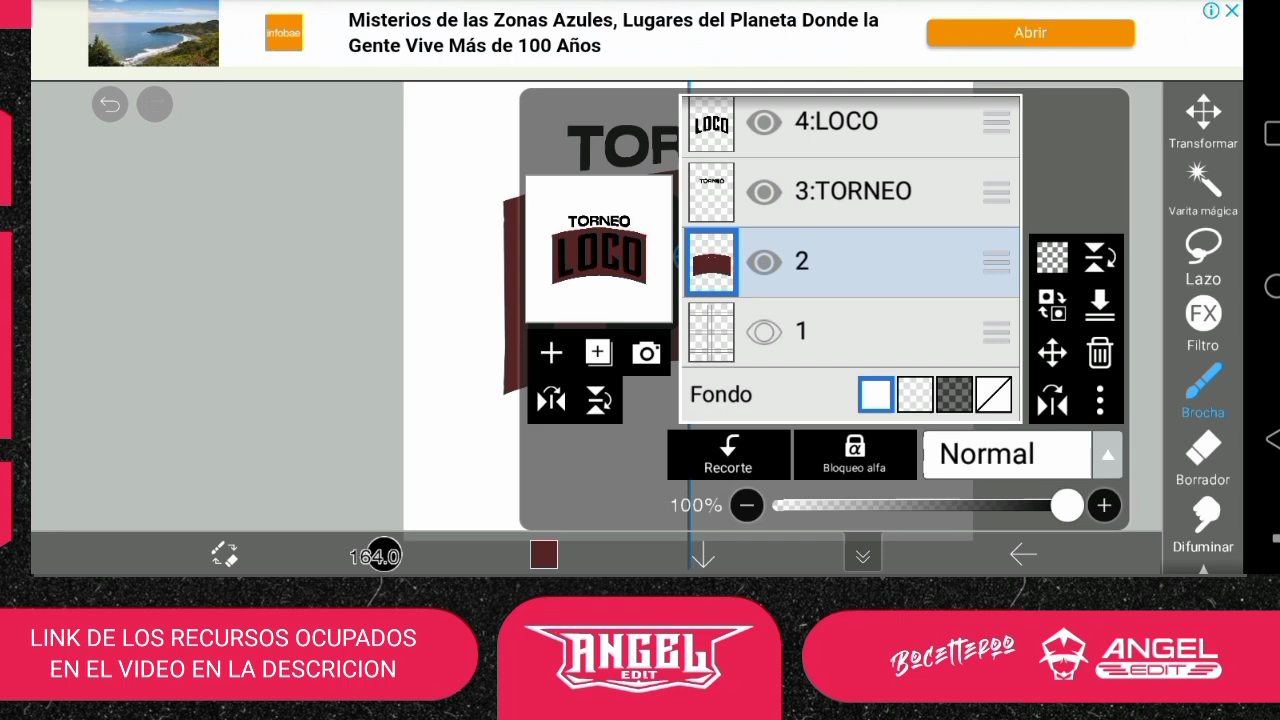 Misterios de las Zonas Azules, Lugares del Planeta Donde la
Gente Vive Más de 100 Años
infobae
Abrir
TOR
TORNEO
LOCO
LOCO
4:LOCO
TORNEO
3:TORNEO
2
1
Fondo
Recorte
α
Bloqueo alfa
Normal
100%
164.0
Transformar
Varita mágica
Lazo
FX
Filtro
Brocha
Borrador
Difuminar
LINK DE LOS RECURSOS OCUPADOS
EN EL VIDEO EN LA DESCRICION
ANGEL
EDIT
BOCETTEROO
ANGEL
EDIT